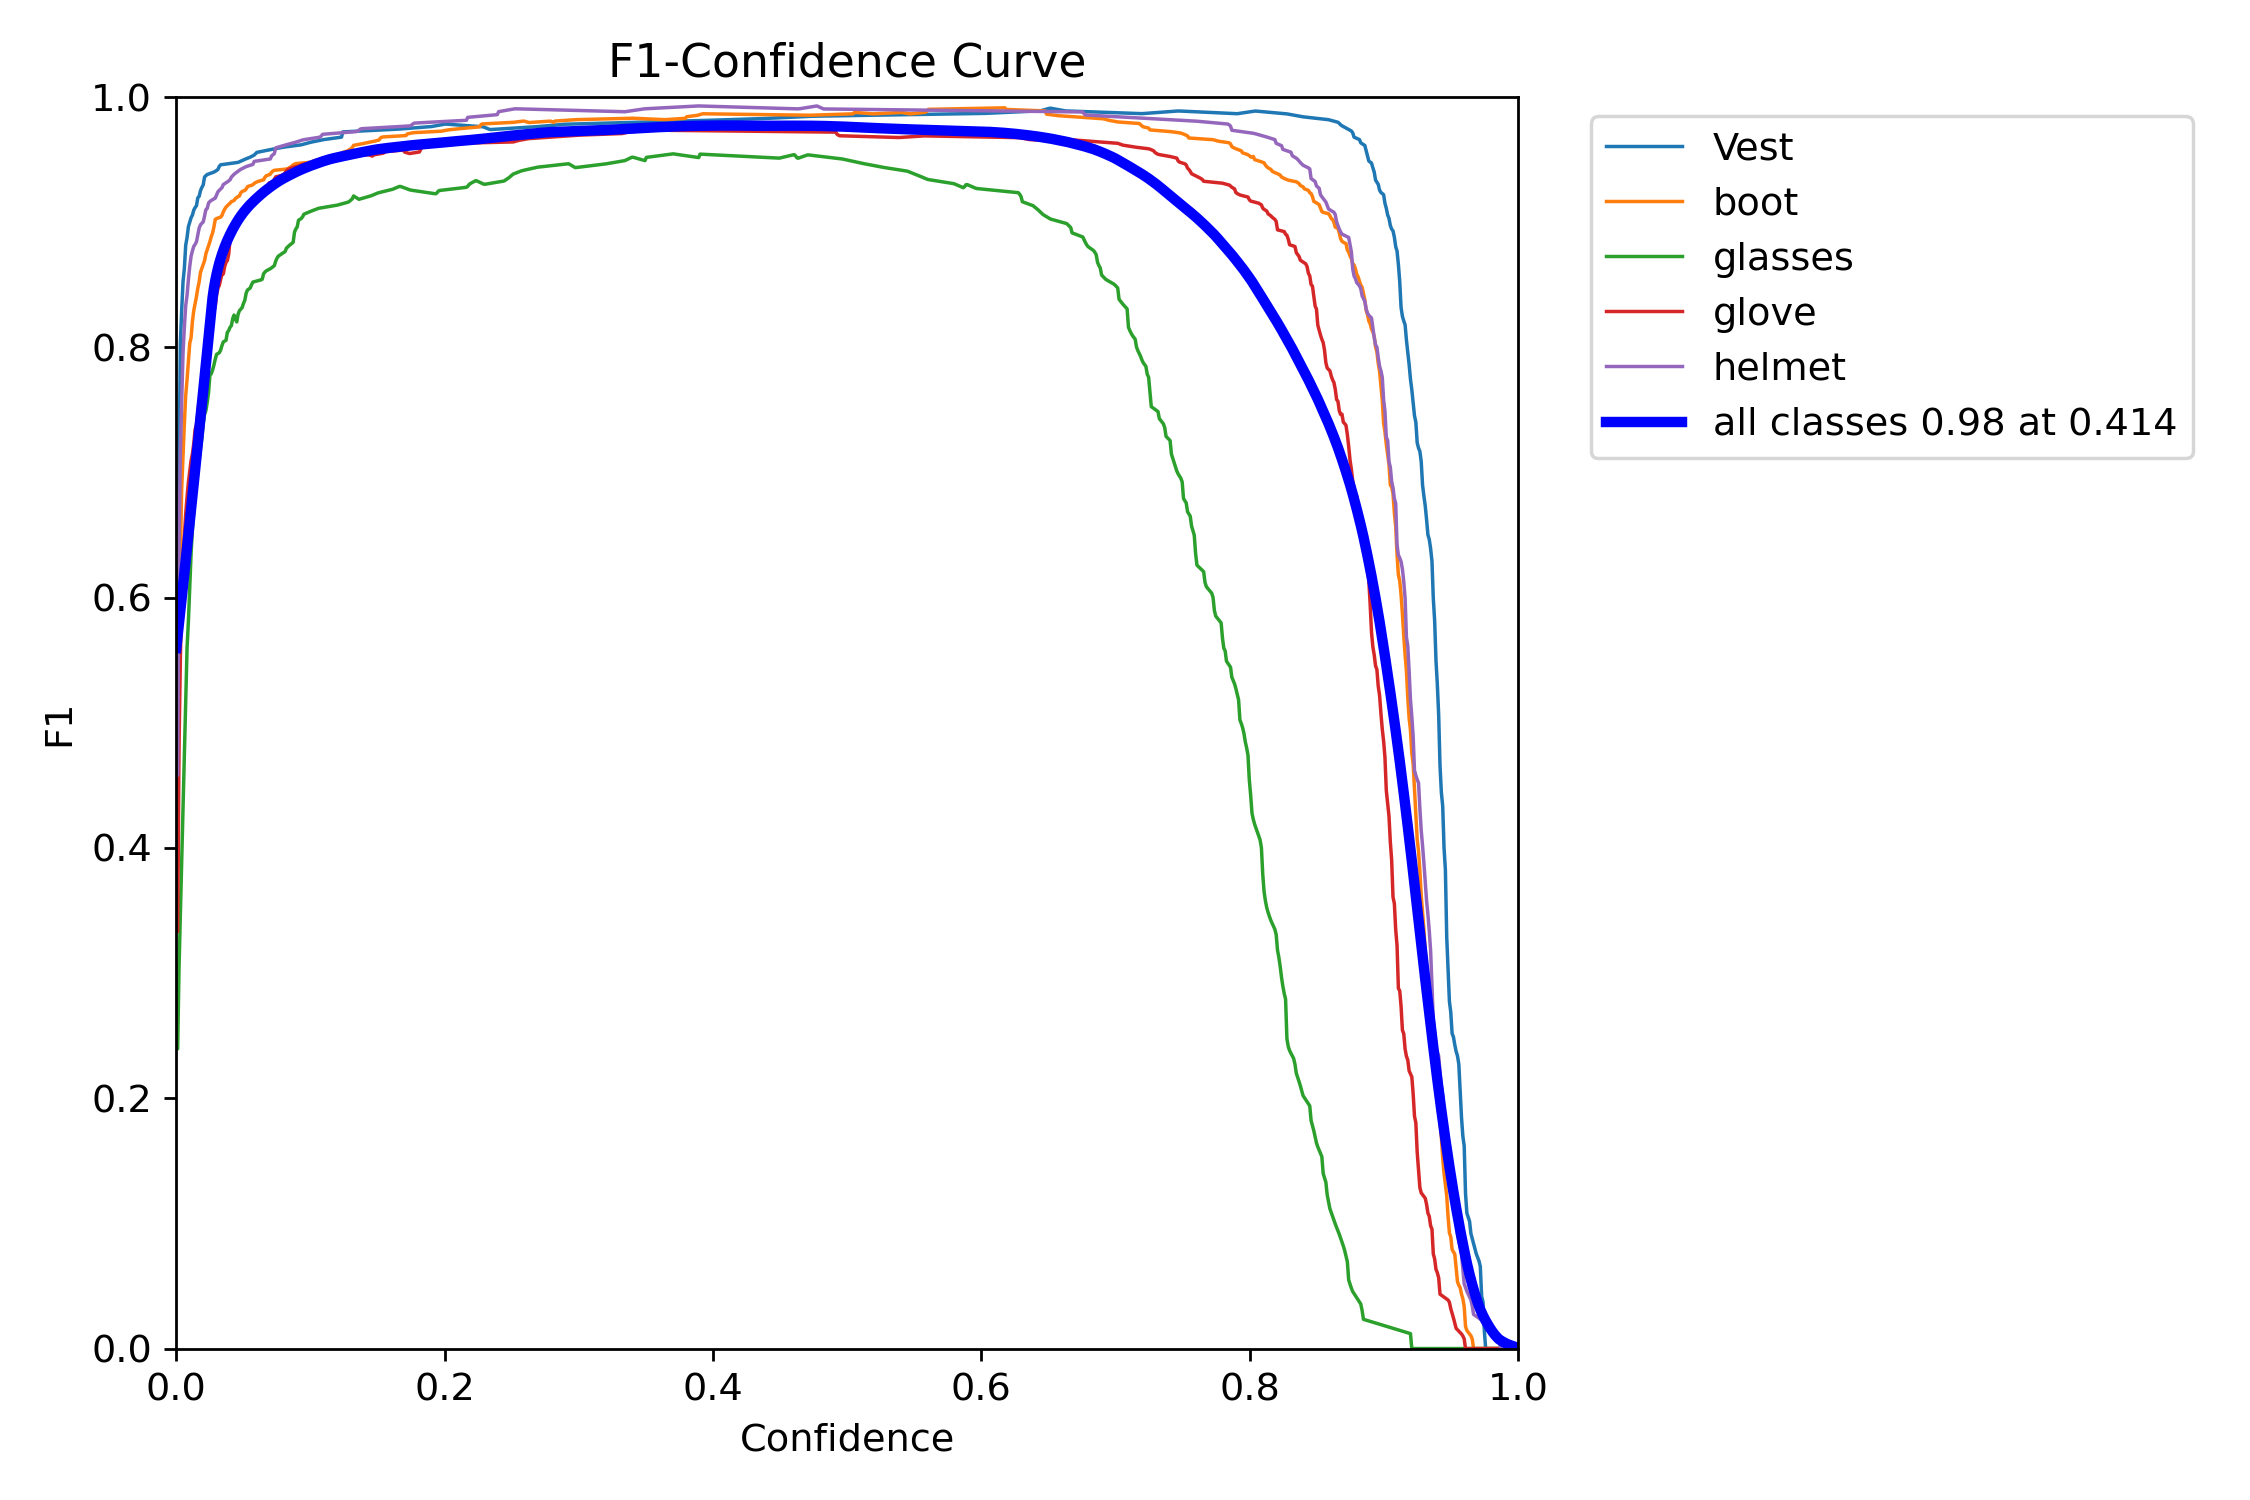 F1-Confidence Curve
1.0
0.8
0.6
0.4
0.2
0.0
F1
0.0 0.2 0.4 0.6 0.8 1.0
Confidence
Vest
boot
glasses
glove
helmet
all classes 0.98 at 0.414